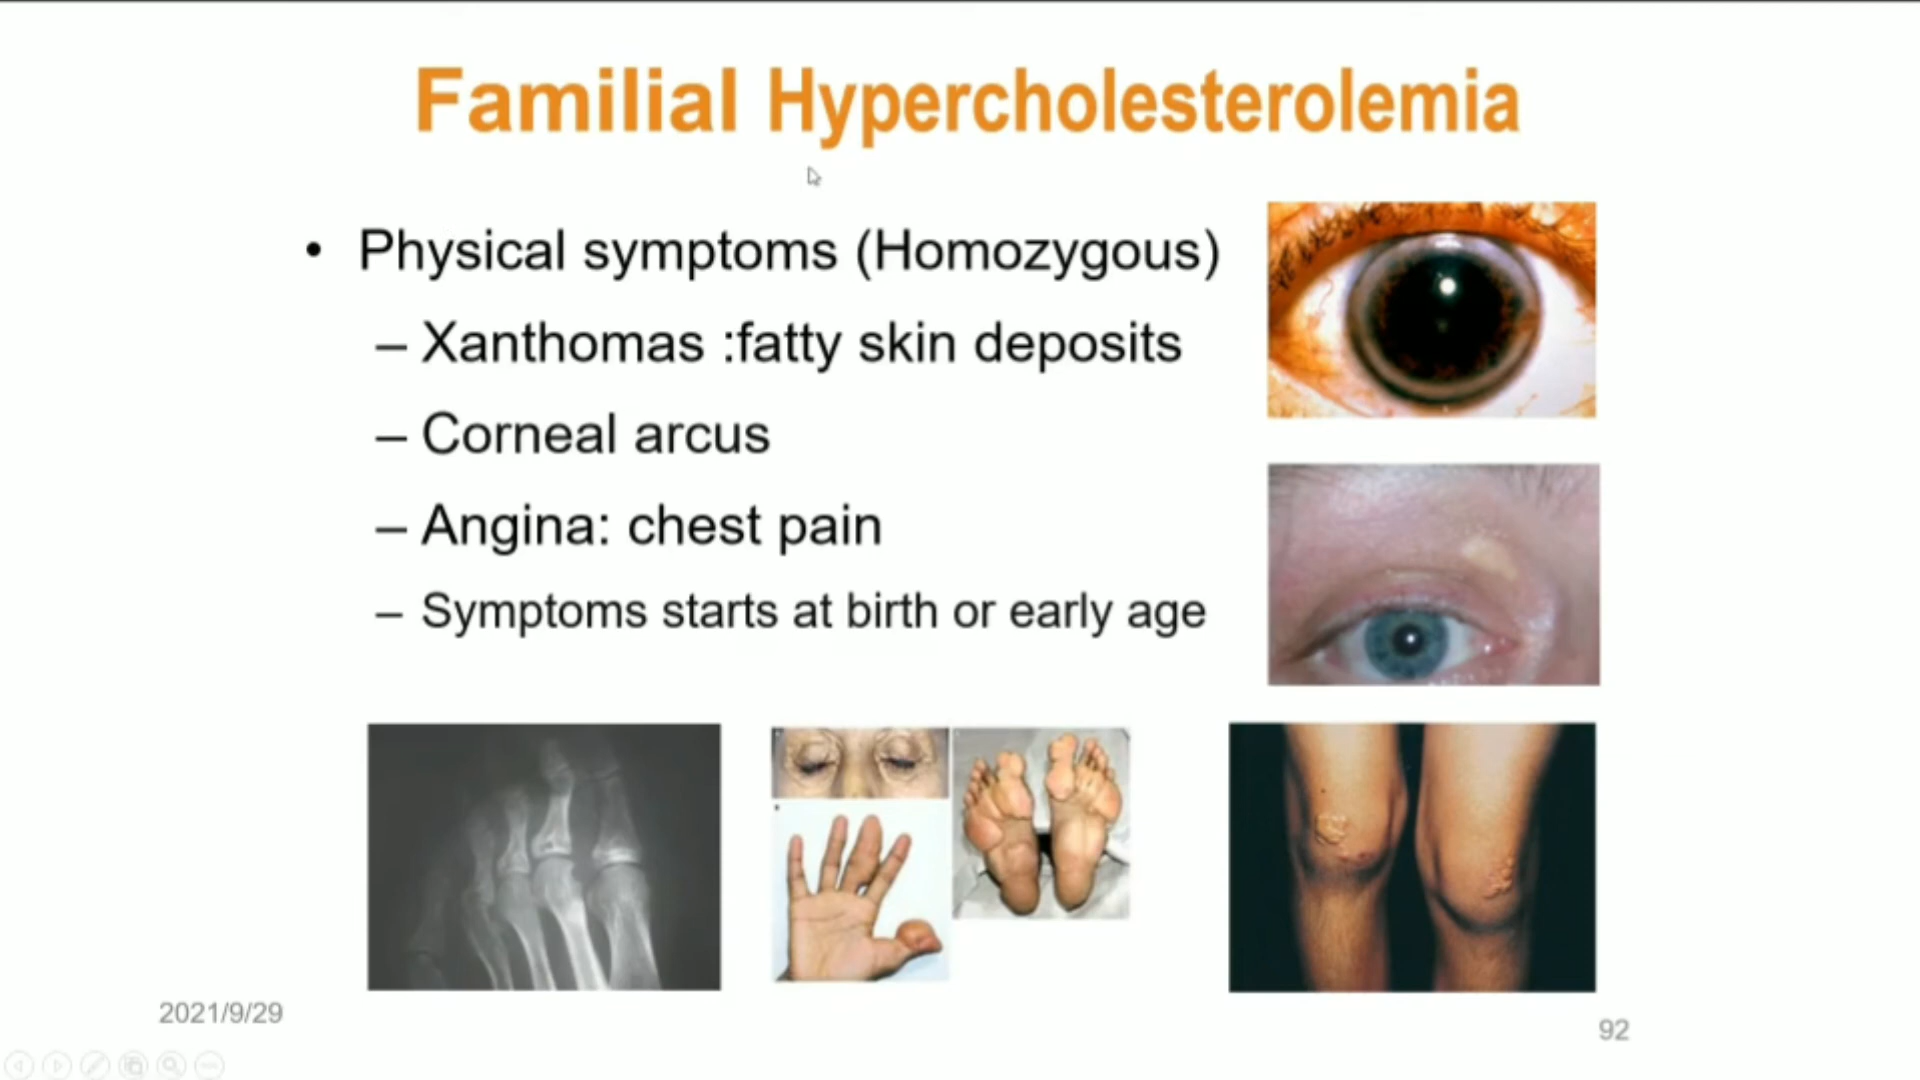 Familial Hypercholesterolemia
• Physical symptoms (Homozygous)
– Xanthomas :fatty skin deposits
– Corneal arcus
– Angina: chest pain
– Symptoms starts at birth or early age
2021/9/29
92